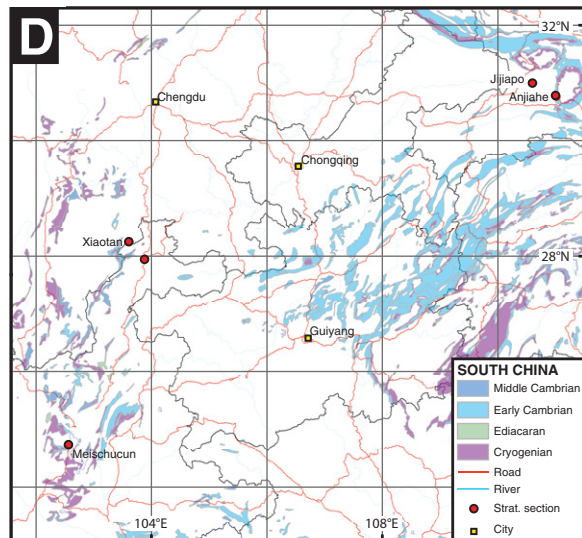 D
32°N
Jijiapo
Anjiahe
Chengdu
Chongqing
Xiaotan
28°N
Guiyang
Meischucun
SOUTH CHINA
Middle Cambrian
Early Cambrian
Ediacaran
Cryogenian
Road
River
Strat. section
City
104°E
108°E